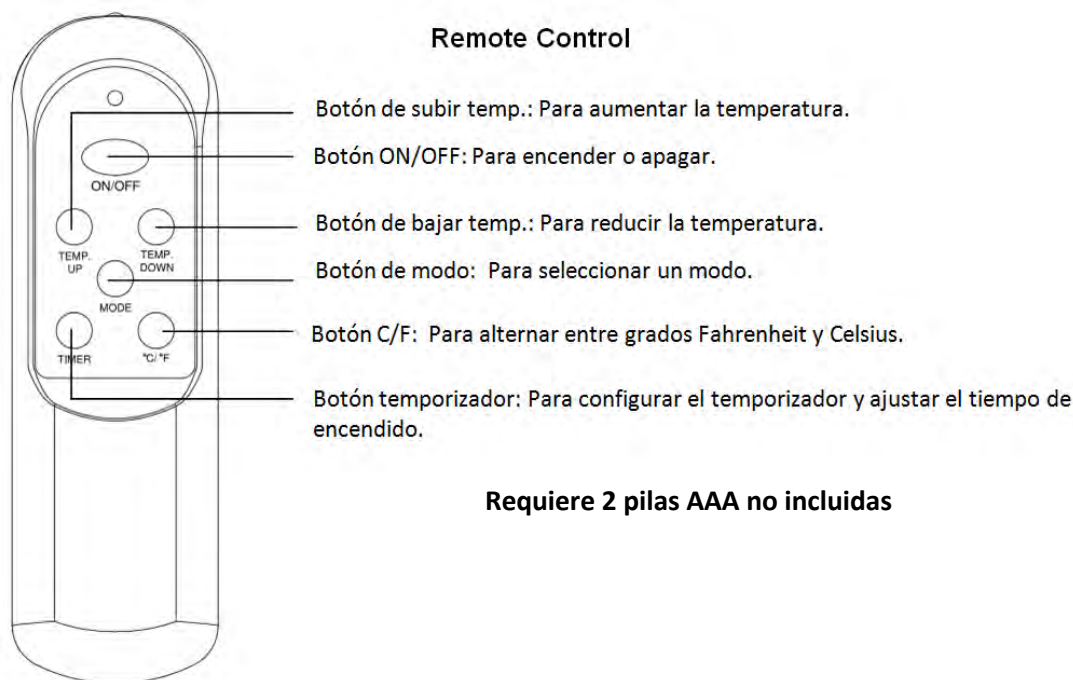 Remote Control
Botón de subir temp.: Para aumentar la temperatura.
Botón ON/OFF: Para encender o apagar.
ON/OFF
Botón de bajar temp.: Para reducir la temperatura.
TEMP.
UP
TEMP.
DOWN
Botón de modo: Para seleccionar un modo.
MODE
Botón C/F: Para alternar entre grados Fahrenheit y Celsius.
TIMER
°C/°F
Botón temporizador: Para configurar el temporizador y ajustar el tiempo de
encendido.
Requiere 2 pilas AAA no incluidas